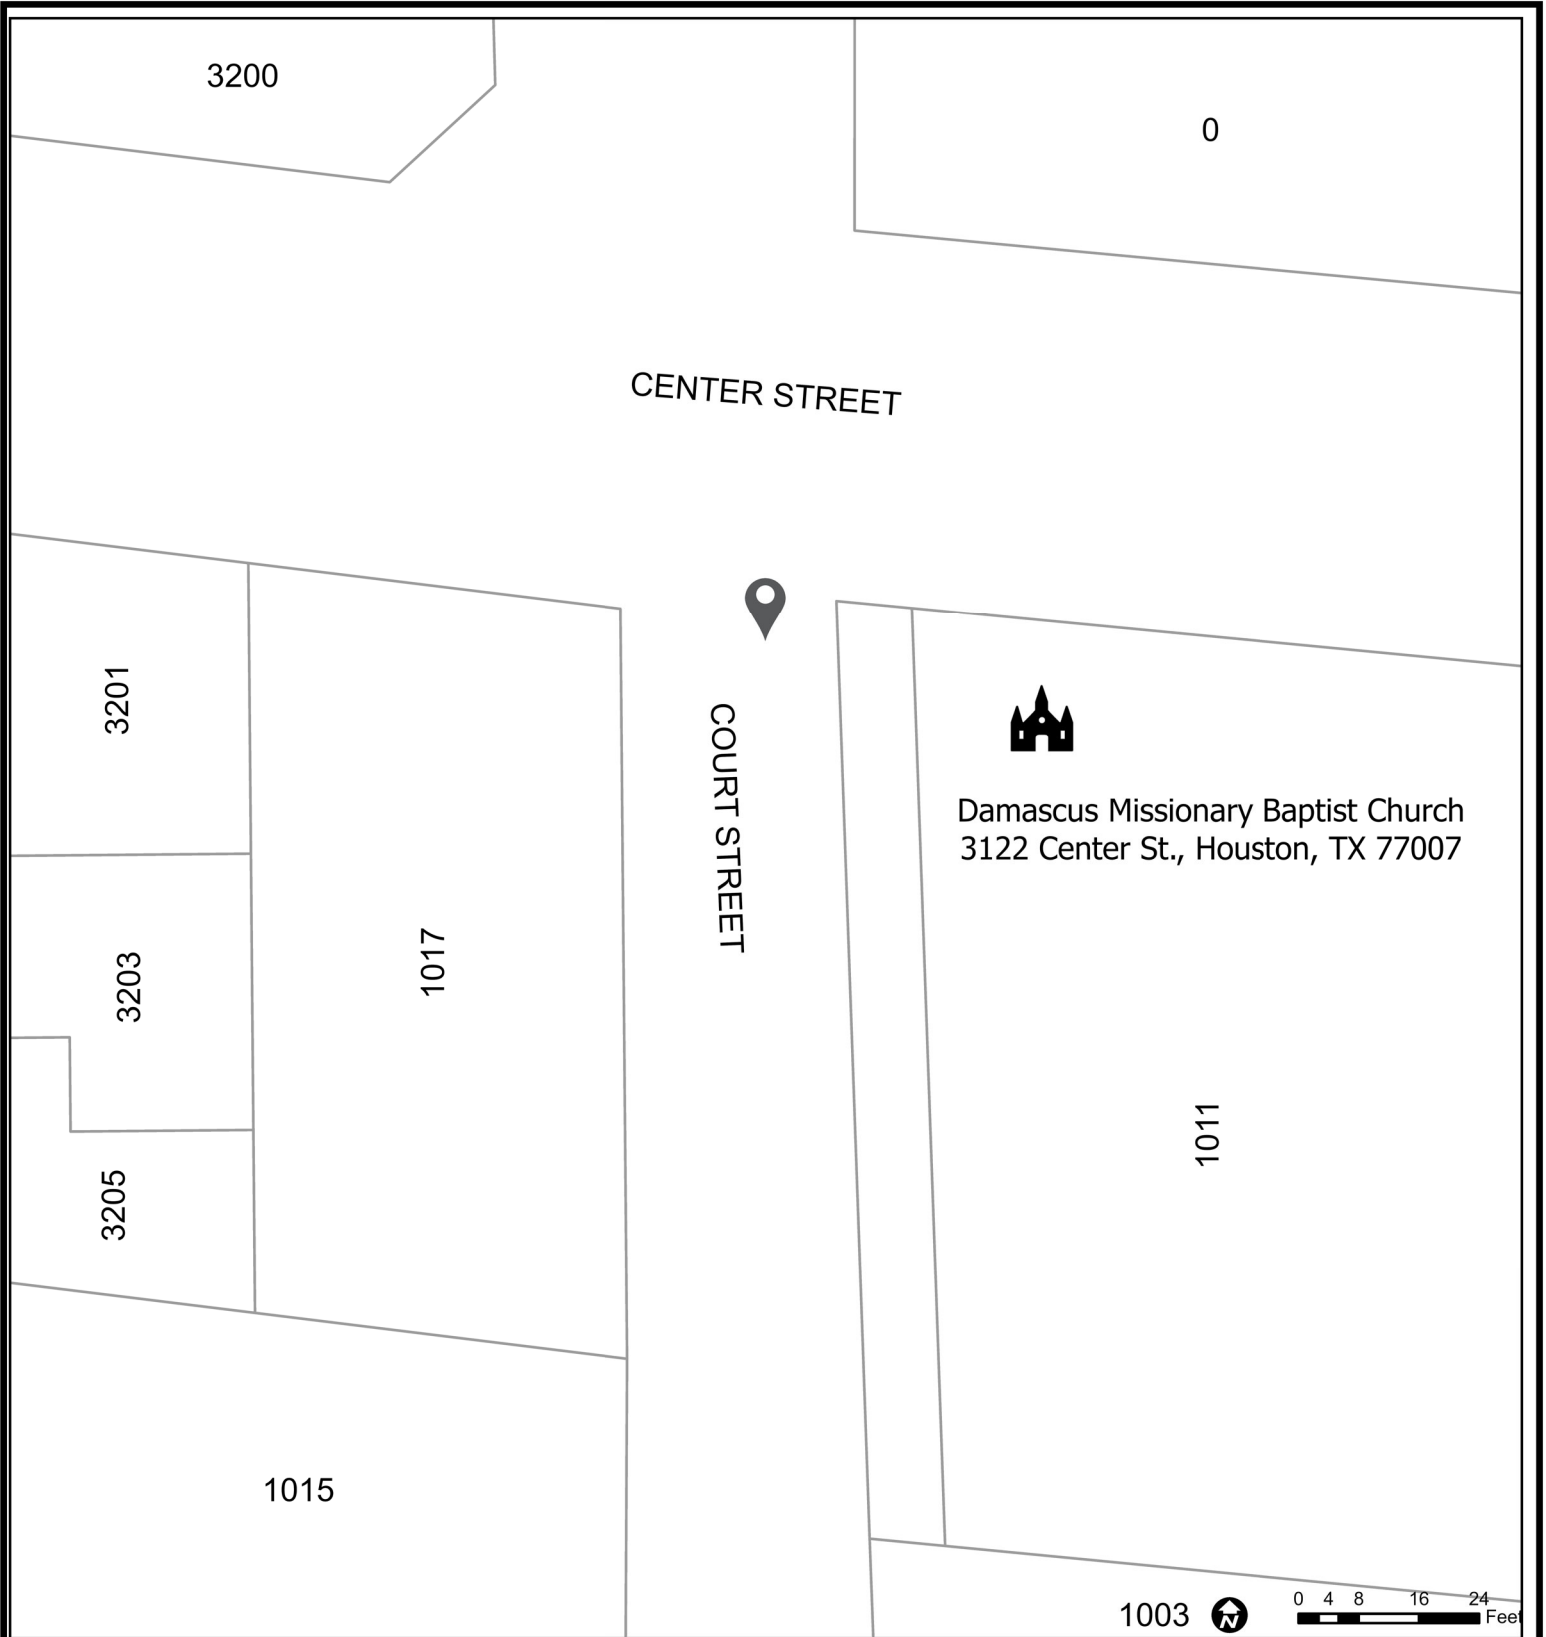 3200
0
CENTER STREET
3201
COURT STREET
Damascus Missionary Baptist Church
3122 Center St., Houston, TX 77007
1017
3203
1011
3205
1015
1003
N
0 4 8 16 24
Feet